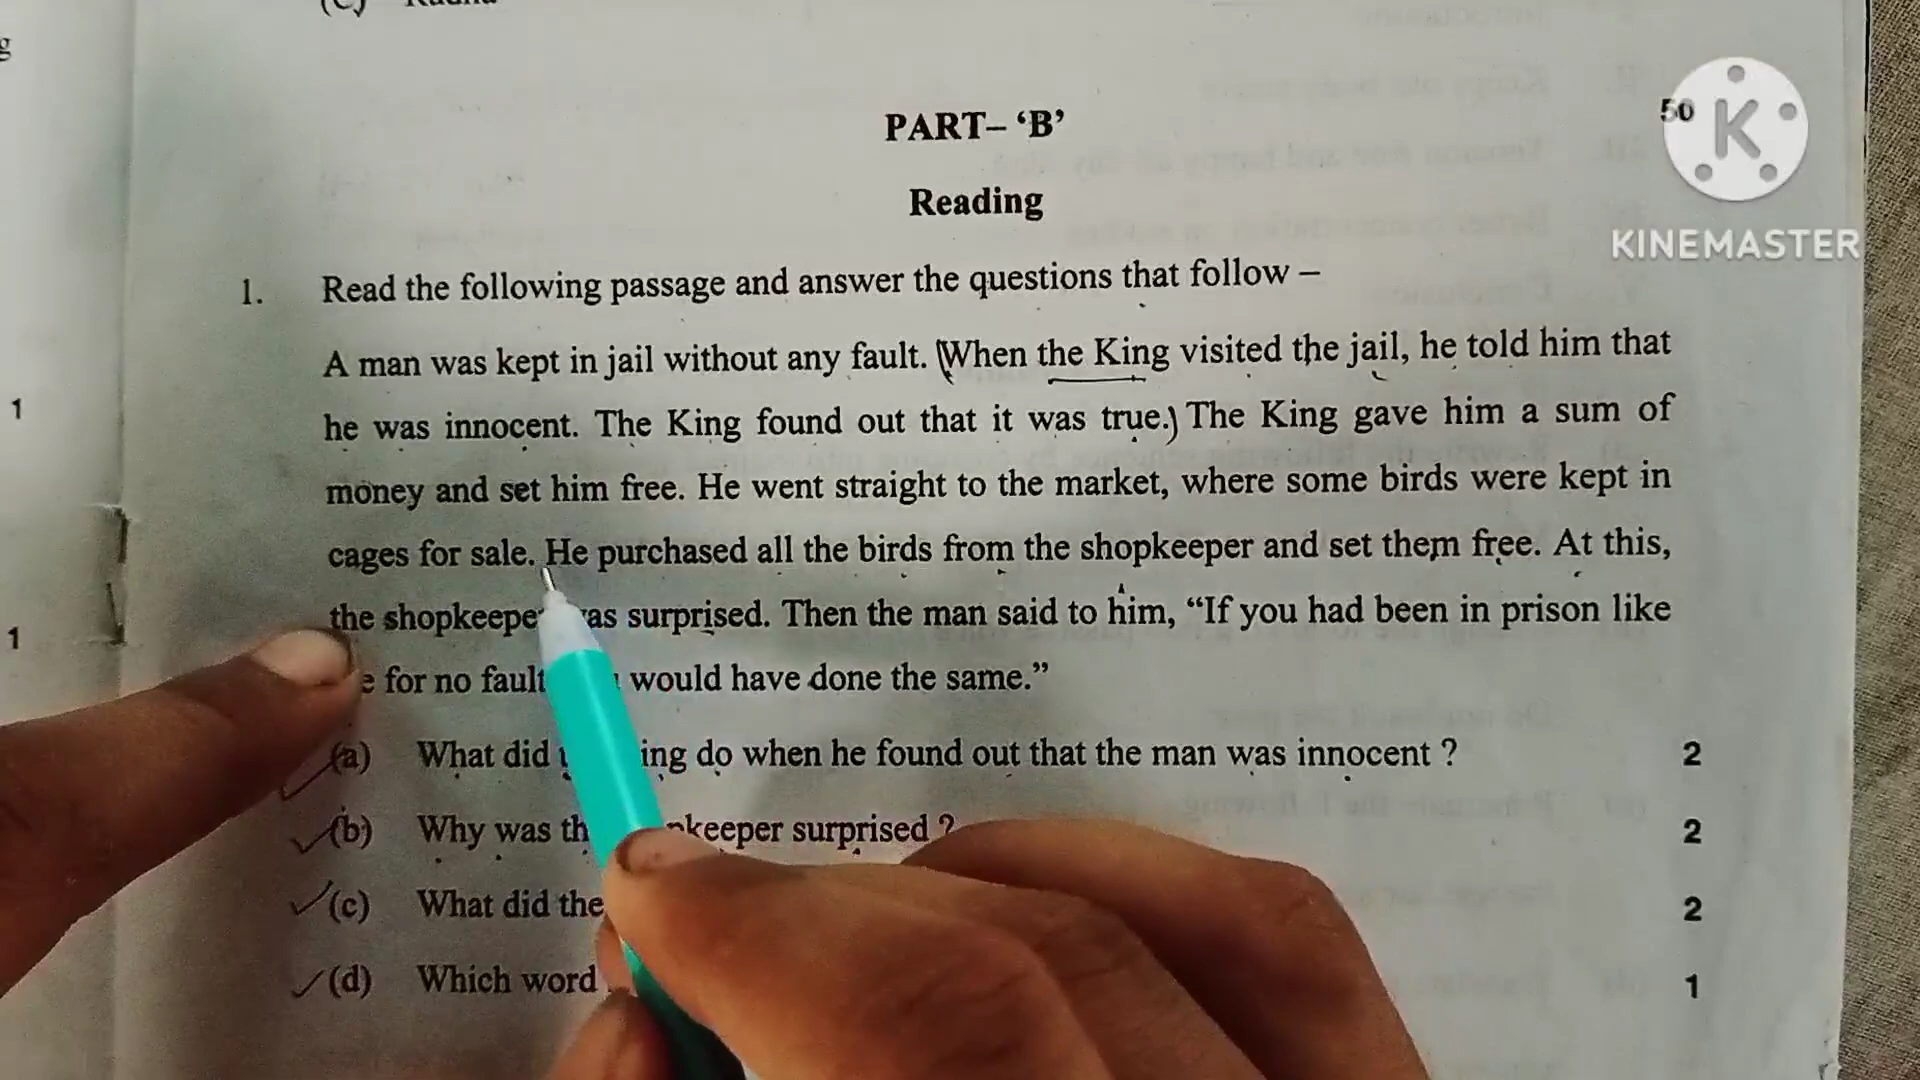 PART– ‘B’
50
K
Reading
KINEMASTER
1. Read the following passage and answer the questions that follow –
A man was kept in jail without any fault. (When the King visited the jail, he told him that
he was innocent. The King found out that it was true.) The King gave him a sum of
money and set him free. He went straight to the market, where some birds were kept in
cages for sale. He purchased all the birds from the shopkeeper and set them free. At this,
the shopkeeper was surprised. Then the man said to him, “If you had been in prison like
for no fault would have done the same.”
(a) What did do when he found out that the man was innocent ? 2
(b) Why was surprised ? 2
(c) What did the 2
(d) Which word 1
1
1